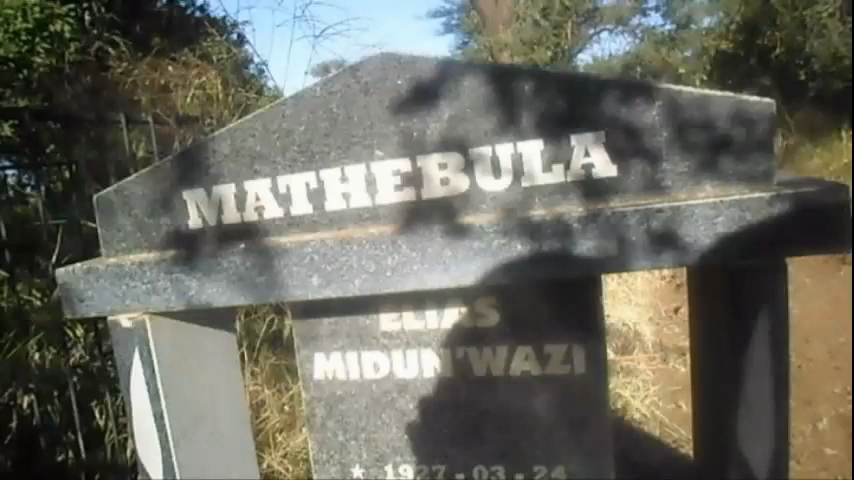 MATHEBULA
ELIAS
MIDUN'WAZI
★ 1927-03-24